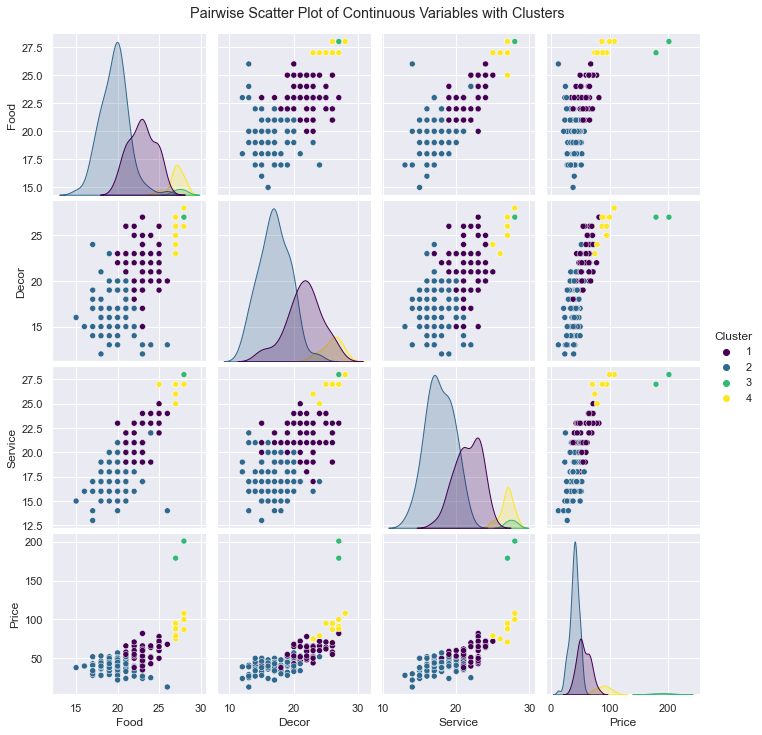 Pairwise Scatter Plot of Continuous Variables with Clusters
27.5
25.0
22.5
20.0
17.5
15.0
Food
25
20
15
Decor
27.5
25.0
22.5
20.0
17.5
15.0
12.5
Service
200
150
100
50
Price
15 20 25 30
Food
10 20 30
Decor
10 20 30
Service
0 100 200
Price
Cluster
1
2
3
4